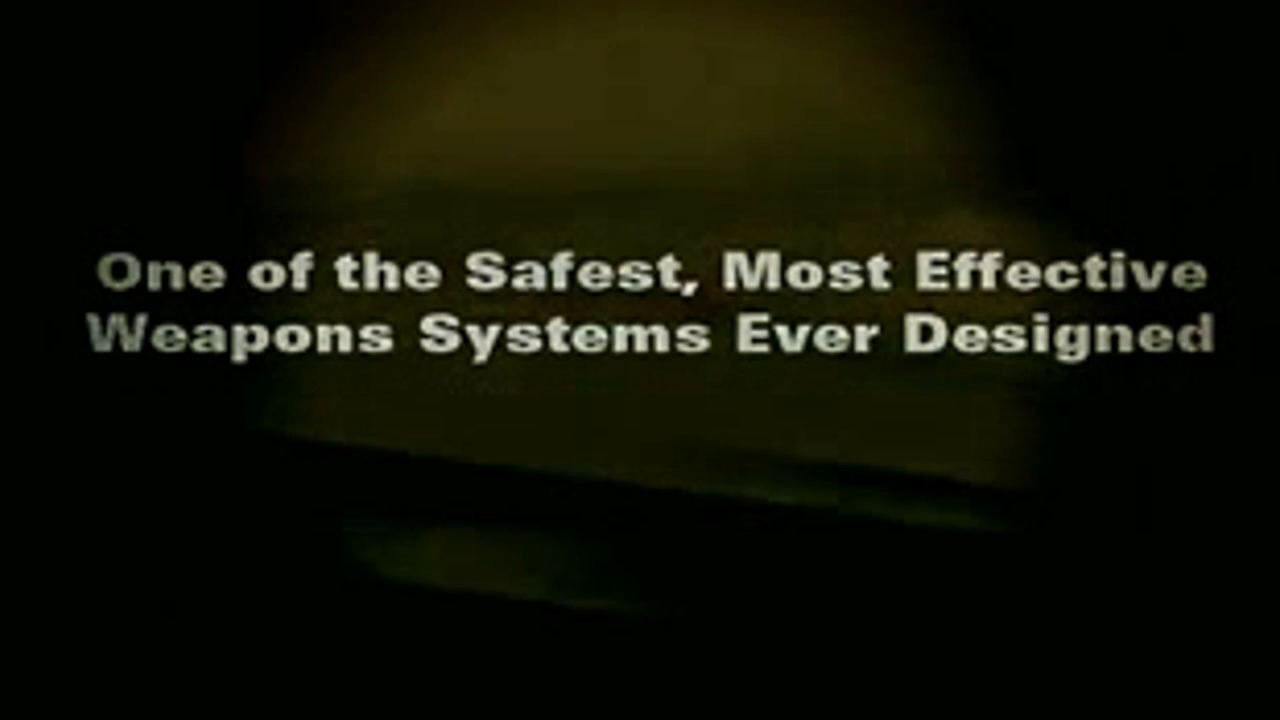 One of the Safest, Most Effective
Weapons Systems Ever Designed